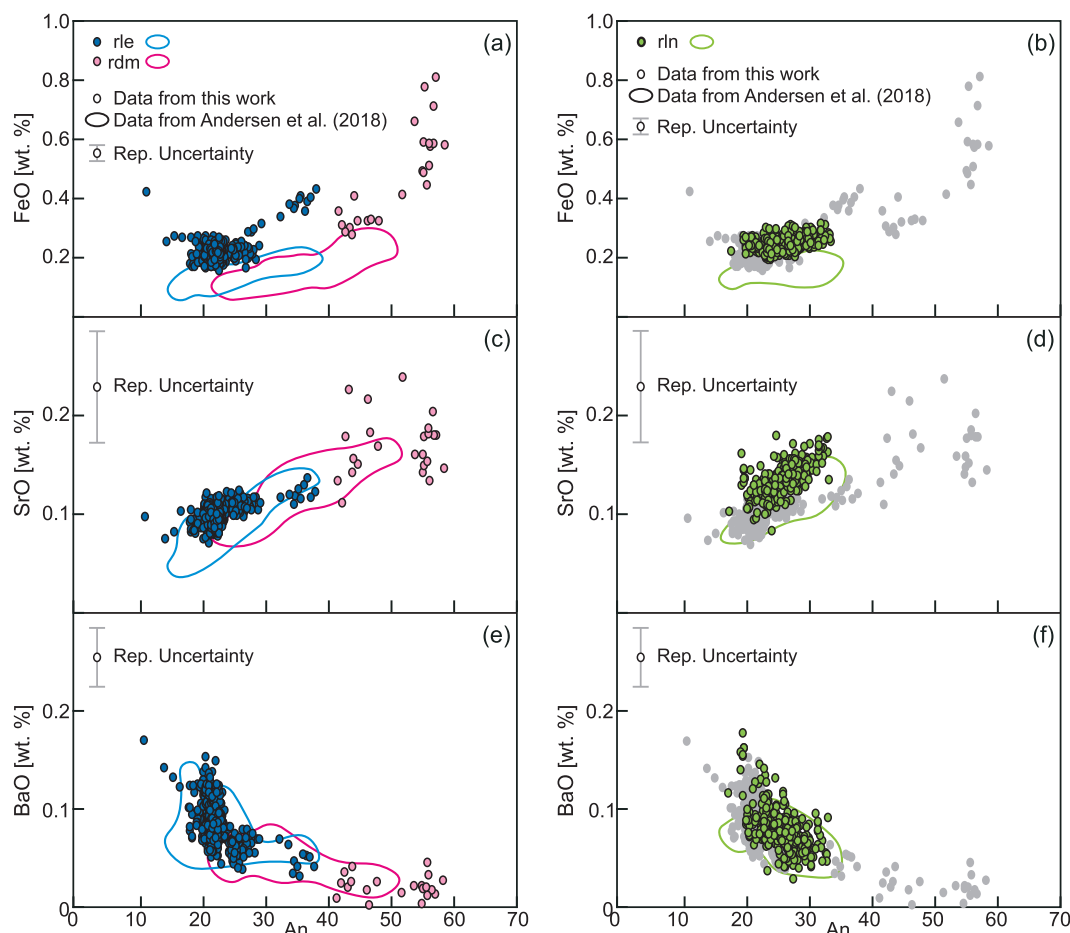 1.0
0.8
0.6
0.4
0.2
FeO [wt. %]
(a)
rle
rdm
Data from this work
Data from Andersen et al. (2018)
Rep. Uncertainty
(b)
1.0
0.8
0.6
0.4
0.2
FeO [wt. %]
rln
Data from this work
Data from Andersen et al. (2018)
Rep. Uncertainty
(c)
0.2
0.1
SrO [wt. %]
Rep. Uncertainty
(d)
0.2
0.1
SrO [wt. %]
Rep. Uncertainty
(e)
0.2
0.1
0
BaO [wt. %]
Rep. Uncertainty
10 20 30 40 50 60 70
An
(f)
0.2
0.1
0
BaO [wt. %]
Rep. Uncertainty
10 20 30 40 50 60 70
An